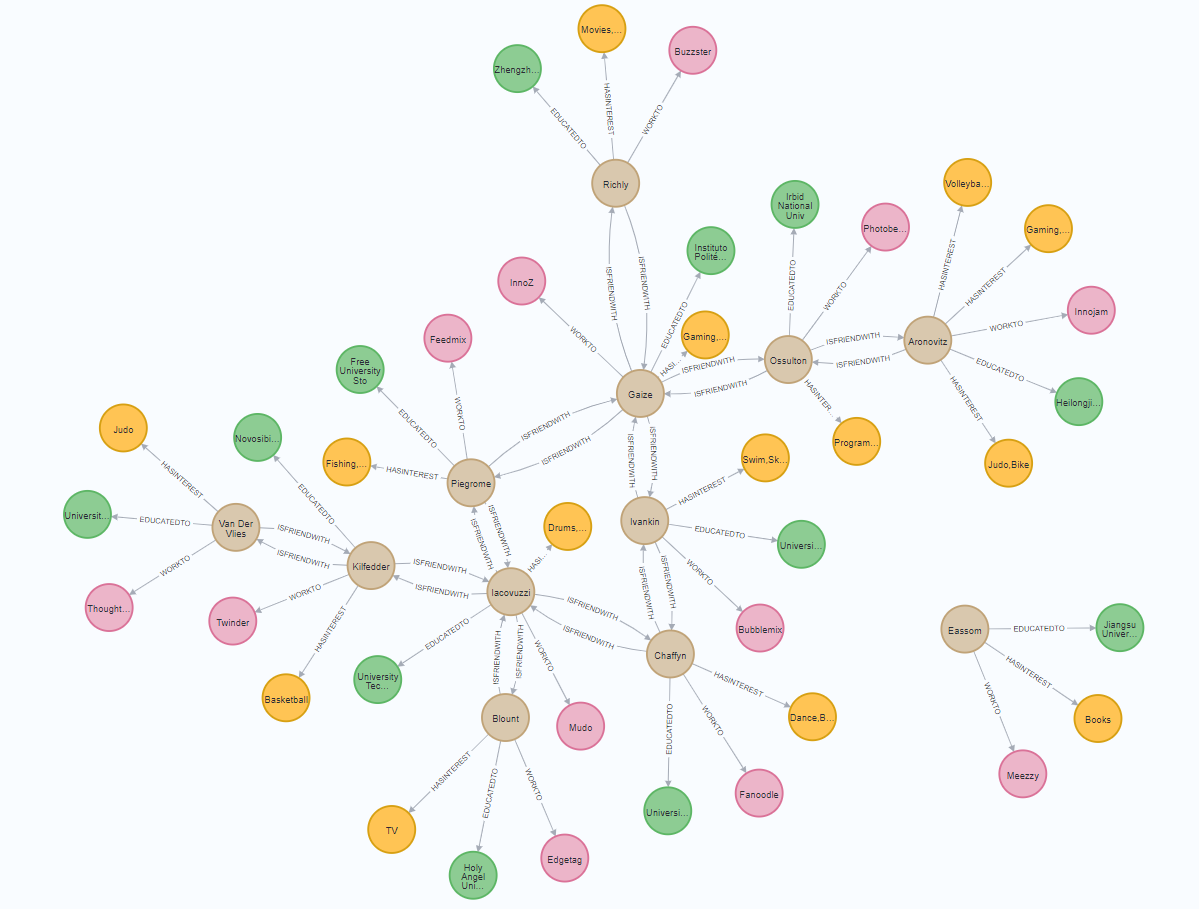 Movies,...
Buzzster
Zhengzh...
HASINTEREST
EDUCATEDTO
WORKTO
Richly
Volleyba...
Irbid
National
Univ
Gaming,...
Photobe...
Instituto
Polité...
HASINTEREST
HASINTEREST
EDUCATEDTO
WORKTO
ISFRIENDWITH
ISFRIENDWITH
InnoZ
Innojam
WORKTO
EDUCATEDTO
Gaming,...
Feedmix
WORKTO
ISFRIENDWITH
Aronovitz
Ossulton
ISFRIENDWITH
HASI...
ISFRIENDWITH
Free
University
Sto
EDUCATEDTO
ISFRIENDWITH
Gaize
HASINTER...
HASINTEREST
Heilongji...
WORKTO
EDUCATEDTO
ISFRIENDWITH
Judo
Novosibi...
Program...
ISFRIENDWITH
ISFRIENDWITH
ISFRIENDWITH
Swim,Sk...
Fishing,...
HASINTEREST
Judo,Bike
HASINTEREST
Piegrome
HASINTEREST
EDUCATEDTO
Universit...
EDUCATEDTO
Van Der
Vlies
ISFRIENDWITH
ISFRIENDWITH
ISFRIENDWITH
Drums,...
Ivankin
EDUCATEDTO
Universi...
ISFRIENDWITH
HASI...
WORKTO
Kilfedder
ISFRIENDWITH
ISFRIENDWITH
WORKTO
ISFRIENDWITH
ISFRIENDWITH
Iacovuzzi
WORKTO
Thought...
Twinder
HASINTEREST
ISFRIENDWITH
ISFRIENDWITH
EDUCATEDTO
Bubblemix
Eassom
EDUCATEDTO
Jiangsu
Univer...
ISFRIENDWITH
ISFRIENDWITH
WORKTO
Chaffyn
HASINTEREST
University
Tec...
HASINTEREST
WORKTO
Basketball
Blount
Mudo
EDUCATEDTO
WORKTO
Dance,B...
Books
HASINTEREST
EDUCATEDTO
WORKTO
Meezzy
Fanoodle
Universi...
TV
Edgetag
Holy
Angel
Uni...